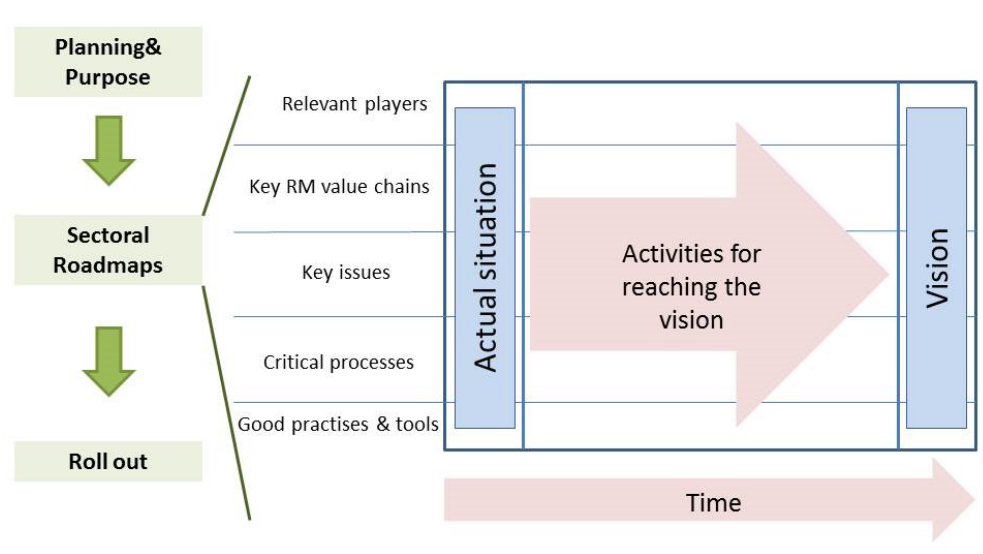 Planning&
Purpose
Sectoral
Roadmaps
Roll out
Relevant players
Key RM value chains
Key issues
Critical processes
Good practises & tools
Actual situation
Activities for
reaching the
vision
Vision
Time